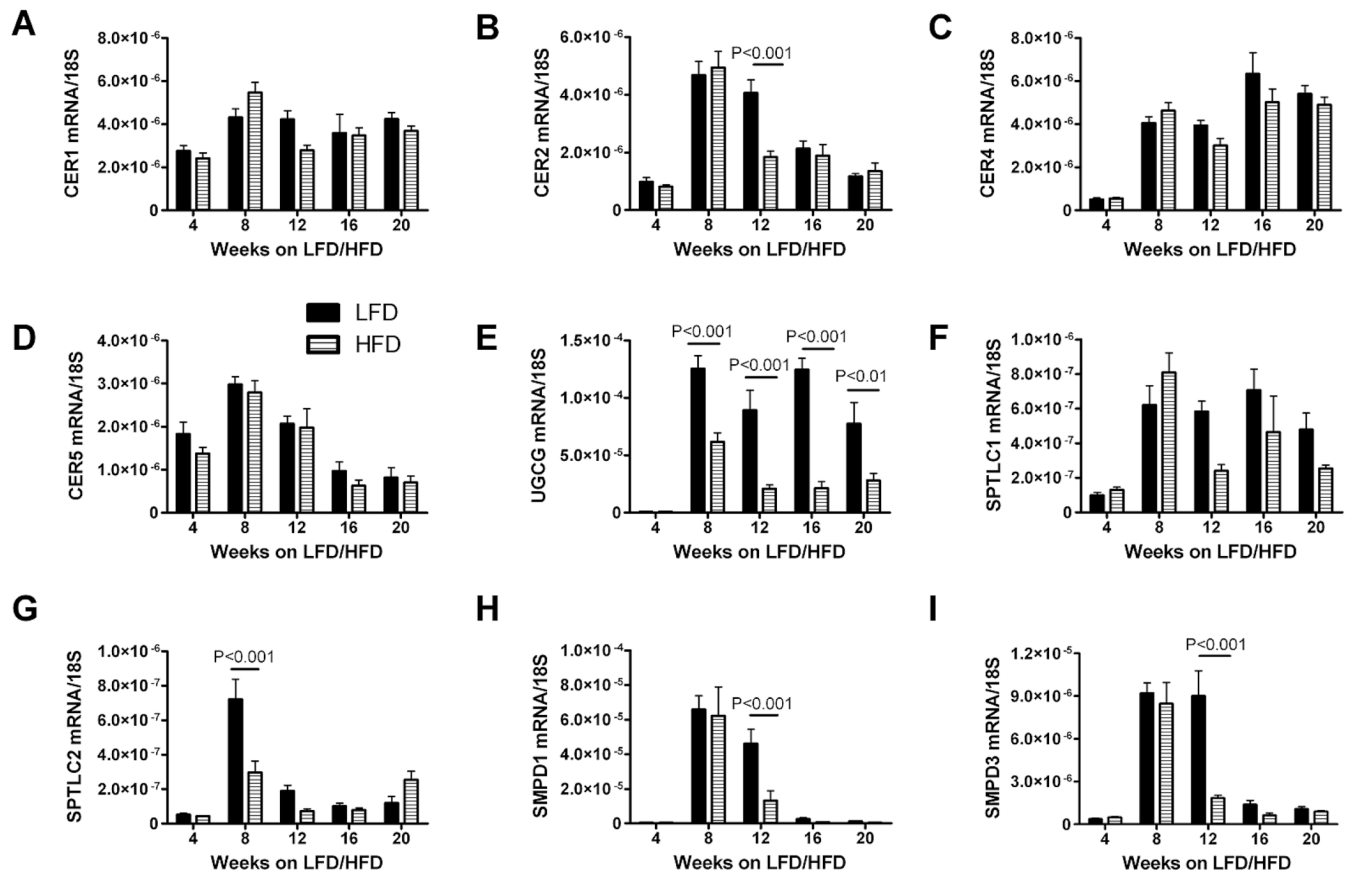 A
CER1 mRNA/18S
8.0×10⁻⁶
6.0×10⁻⁶
4.0×10⁻⁶
2.0×10⁻⁶
0
4 8 12 16 20
Weeks on LFD/HFD
B
CER2 mRNA/18S
6.0×10⁻⁶
4.0×10⁻⁶
2.0×10⁻⁶
0
P<0.001
4 8 12 16 20
Weeks on LFD/HFD
C
CER4 mRNA/18S
8.0×10⁻⁶
6.0×10⁻⁶
4.0×10⁻⁶
2.0×10⁻⁶
0
4 8 12 16 20
Weeks on LFD/HFD
LFD
HFD
D
CER5 mRNA/18S
4.0×10⁻⁶
3.0×10⁻⁶
2.0×10⁻⁶
1.0×10⁻⁶
0
4 8 12 16 20
Weeks on LFD/HFD
E
UGCG mRNA/18S
1.5×10⁻⁴
1.0×10⁻⁴
5.0×10⁻⁵
0
P<0.001
P<0.001
P<0.001
P<0.01
4 8 12 16 20
Weeks on LFD/HFD
F
SPTLC1 mRNA/18S
1.0×10⁻⁶
8.0×10⁻⁷
6.0×10⁻⁷
4.0×10⁻⁷
2.0×10⁻⁷
0
4 8 12 16 20
Weeks on LFD/HFD
G
SPTLC2 mRNA/18S
1.0×10⁻⁶
8.0×10⁻⁷
6.0×10⁻⁷
4.0×10⁻⁷
2.0×10⁻⁷
0
P<0.001
4 8 12 16 20
Weeks on LFD/HFD
H
SMPD1 mRNA/18S
1.0×10⁻⁴
8.0×10⁻⁵
6.0×10⁻⁵
4.0×10⁻⁵
2.0×10⁻⁵
0
P<0.001
4 8 12 16 20
Weeks on LFD/HFD
I
SMPD3 mRNA/18S
1.2×10⁻⁵
9.0×10⁻⁶
6.0×10⁻⁶
3.0×10⁻⁶
0
P<0.001
4 8 12 16 20
Weeks on LFD/HFD